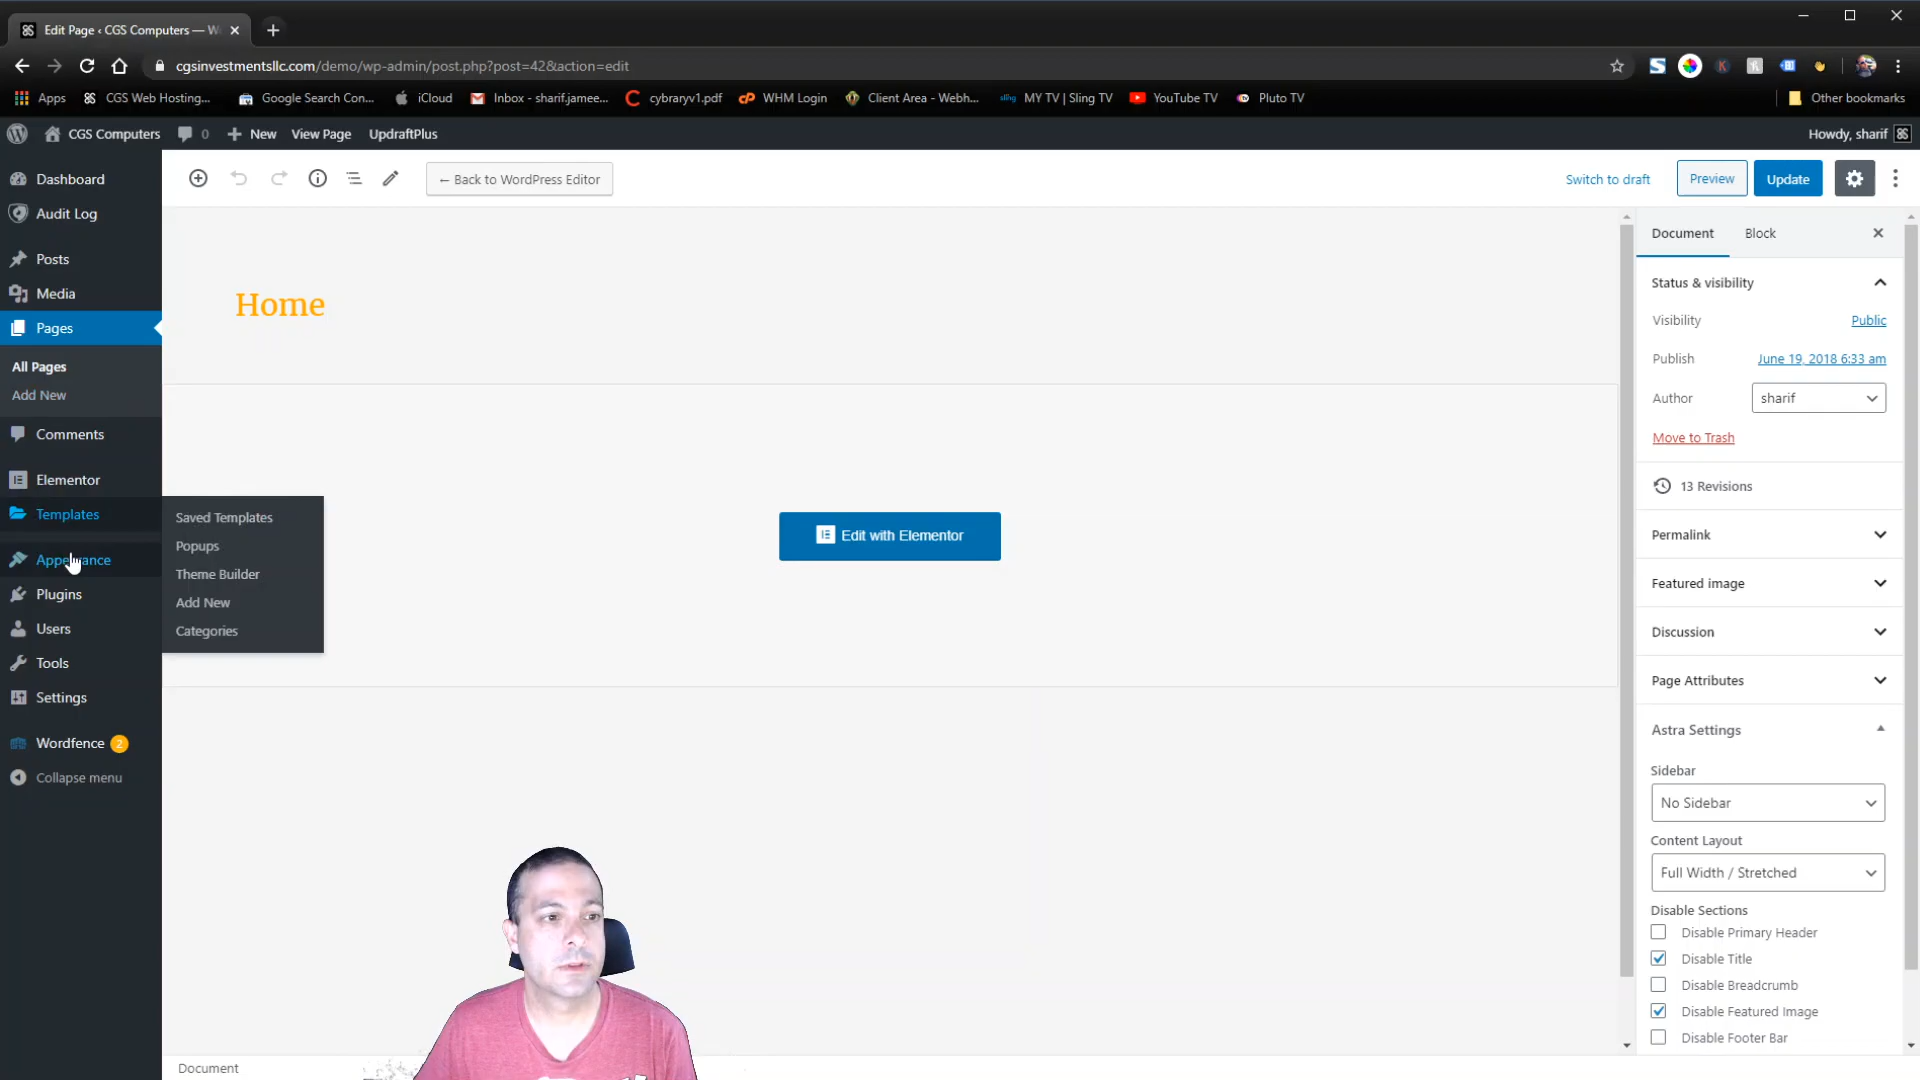 Edit Page ‹ CGS Computers — W
cgsinvestmentsllc.com/demo/wp-admin/post.php?post=42&action=edit
Apps
CGS Web Hosting...
Google Search Con...
iCloud
Inbox - sharif.jamee...
cybraryv1.pdf
WHM Login
Client Area - Webh...
MY TV | Sling TV
YouTube TV
Pluto TV
Other bookmarks
CGS Computers
0
New
View Page
UpdraftPlus
Howdy, sharif
Dashboard
Audit Log
Posts
Media
Pages
All Pages
Add New
Comments
Elementor
Templates
Appearance
Plugins
Users
Tools
Settings
Wordfence 2
Collapse menu
Saved Templates
Popups
Theme Builder
Add New
Categories
← Back to WordPress Editor
Switch to draft
Preview
Update
Home
Edit with Elementor
Document
Block
Status & visibility
Visibility
Public
Publish
June 19, 2018 6:33 am
Author
sharif
Move to Trash
13 Revisions
Permalink
Featured image
Discussion
Page Attributes
Astra Settings
Sidebar
No Sidebar
Content Layout
Full Width / Stretched
Disable Sections
Disable Primary Header
Disable Title
Disable Breadcrumb
Disable Featured Image
Disable Footer Bar
Document